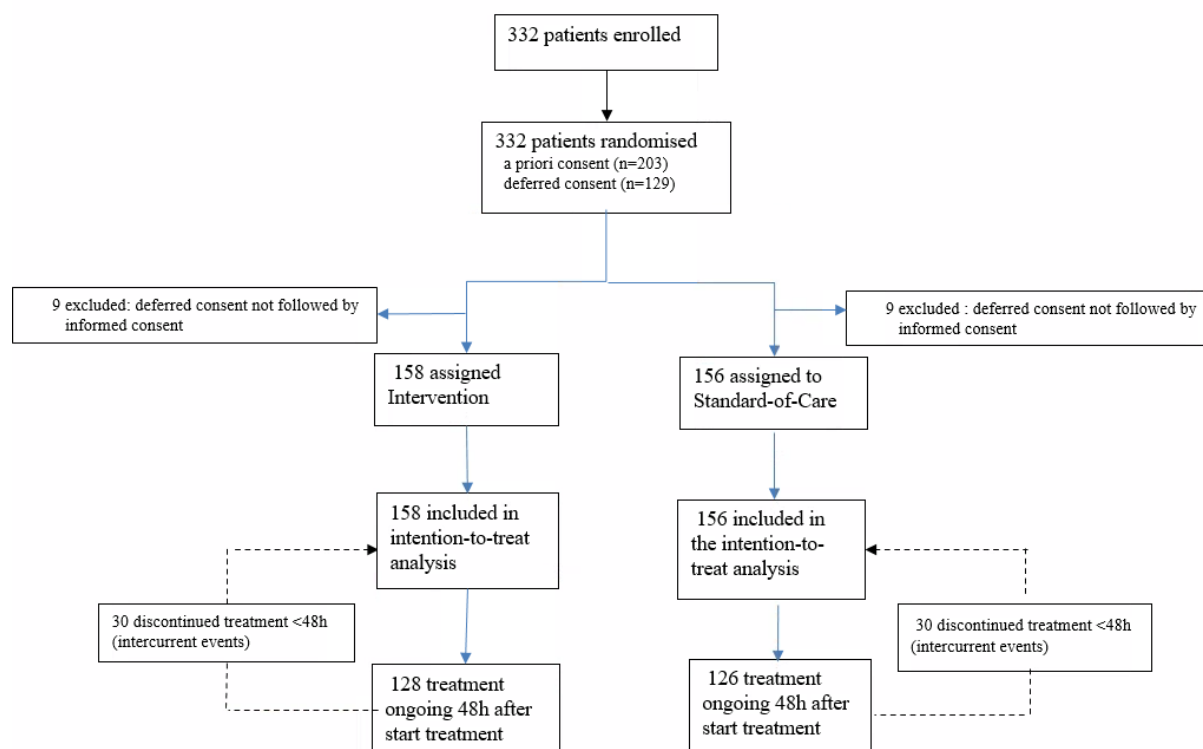 332 patients enrolled
332 patients randomised
a priori consent (n=203)
deferred consent (n=129)
9 excluded: deferred consent not followed by
informed consent
9 excluded : deferred consent not followed by
informed consent
158 assigned
Intervention
156 assigned to
Standard-of-Care
158 included in
intention-to-treat
analysis
156 included in
the intention-to-
treat analysis
30 discontinued treatment <48h
(intercurrent events)
30 discontinued treatment <48h
(intercurrent events)
128 treatment
ongoing 48h after
start treatment
126 treatment
ongoing 48h after
start treatment